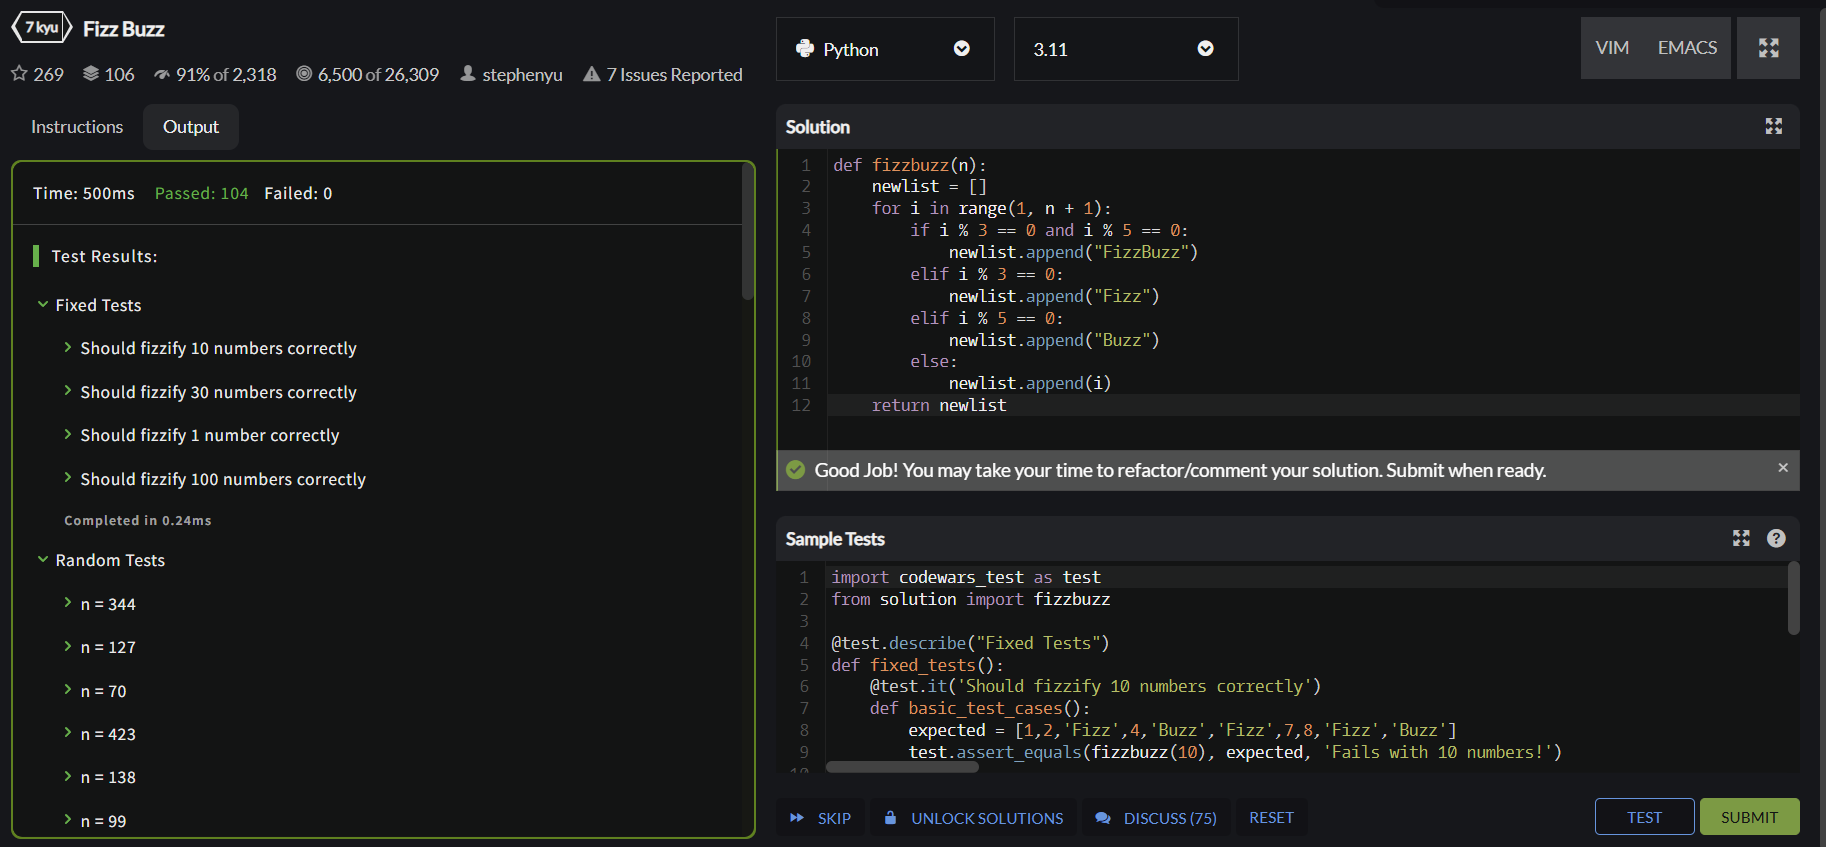 7 kyu Fizz Buzz
269 106 91% of 2,318 6,500 of 26,309 stephenyu 7 Issues Reported
Instructions Output
Time: 500ms Passed: 104 Failed: 0
Test Results:
Fixed Tests
Should fizzify 10 numbers correctly
Should fizzify 30 numbers correctly
Should fizzify 1 number correctly
Should fizzify 100 numbers correctly
Completed in 0.24ms
Random Tests
n = 344
n = 127
n = 70
n = 423
n = 138
n = 99
Python 3.11 VIM EMACS
Solution
1 def fizzbuzz(n):
2     newlist = []
3     for i in range(1, n + 1):
4         if i % 3 == 0 and i % 5 == 0:
5             newlist.append("FizzBuzz")
6         elif i % 3 == 0:
7             newlist.append("Fizz")
8         elif i % 5 == 0:
9             newlist.append("Buzz")
10         else:
11             newlist.append(i)
12     return newlist
Good Job! You may take your time to refactor/comment your solution. Submit when ready. ×
Sample Tests ?
1 import codewars_test as test
2 from solution import fizzbuzz
3
4 @test.describe("Fixed Tests")
5 def fixed_tests():
6     @test.it('Should fizzify 10 numbers correctly')
7     def basic_test_cases():
8         expected = [1,2,'Fizz',4,'Buzz','Fizz',7,8,'Fizz','Buzz']
9         test.assert_equals(fizzbuzz(10), expected, 'Fails with 10 numbers!')
10
SKIP UNLOCK SOLUTIONS DISCUSS (75) RESET TEST SUBMIT